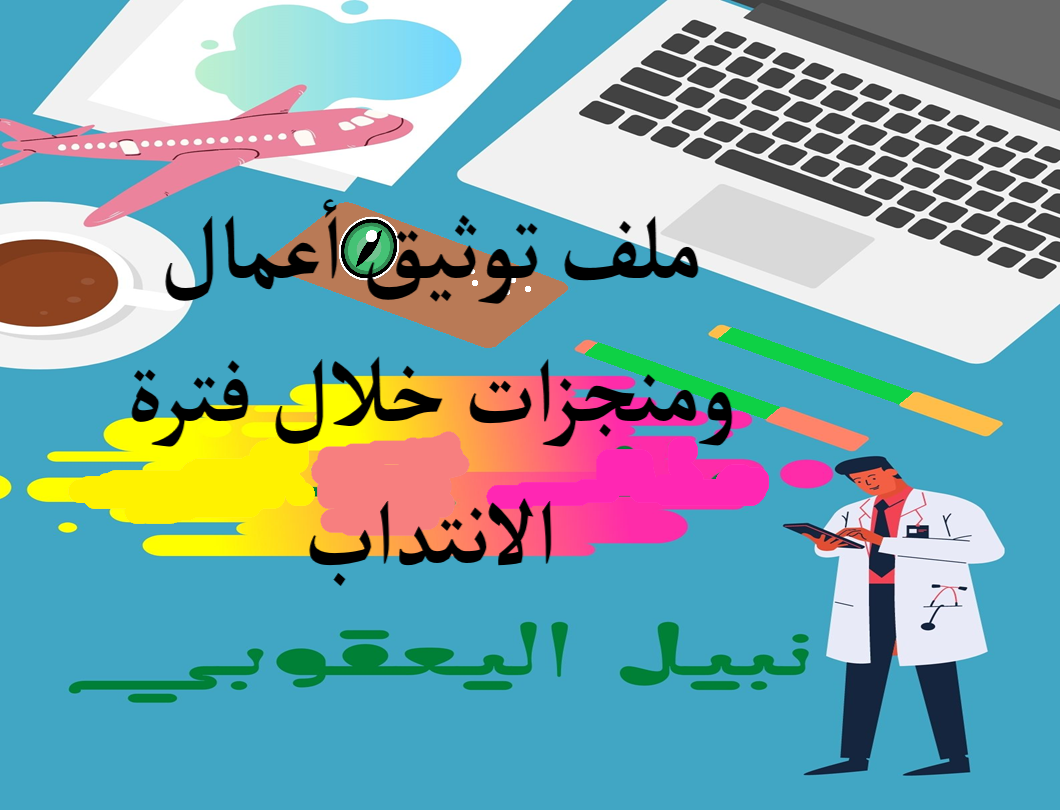 ملف توثيق أعمال
ومنجزات خلال فترة
الانتداب
نبيل اليعقوبي